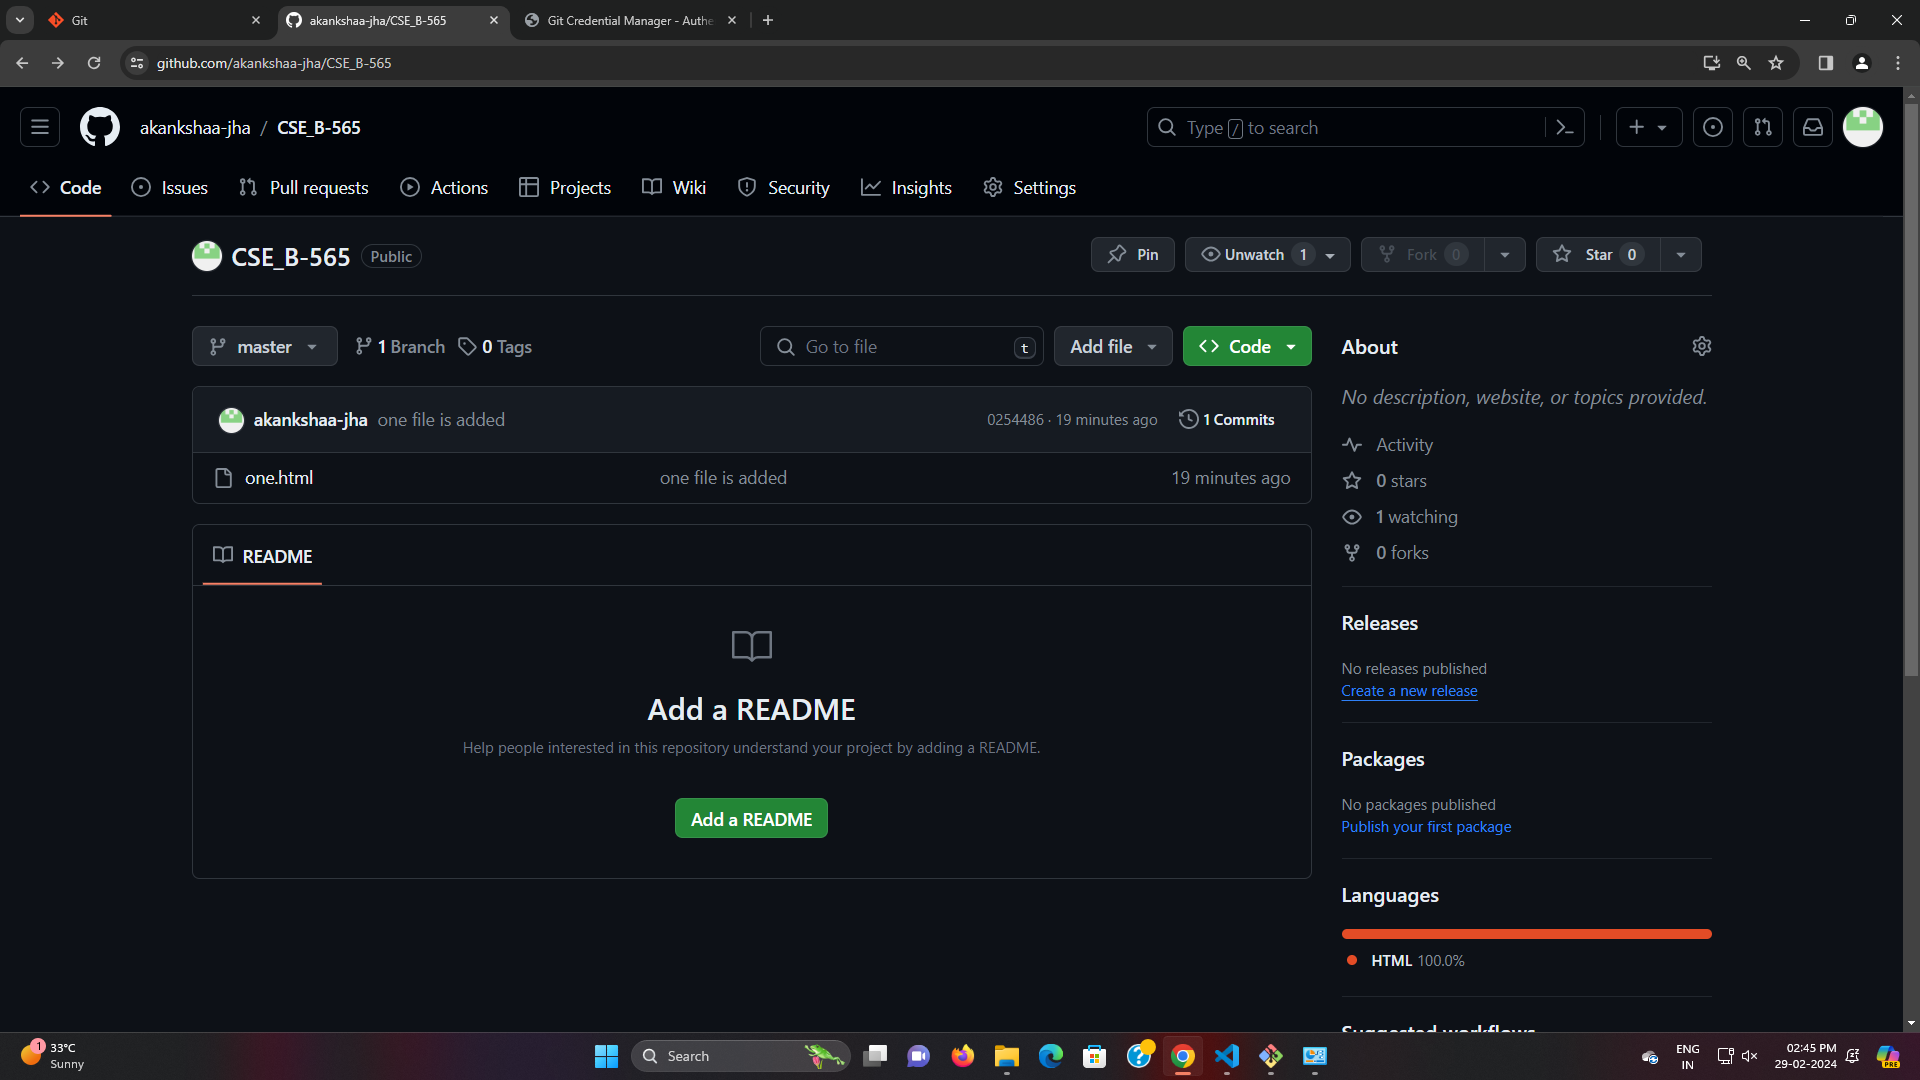 Git
akankshaa-jha/CSE_B-565
Git Credential Manager - Authe
github.com/akankshaa-jha/CSE_B-565
akankshaa-jha / CSE_B-565
Type / to search
Code
Issues
Pull requests
Actions
Projects
Wiki
Security
Insights
Settings
CSE_B-565
Public
Pin
Unwatch 1
Fork 0
Star 0
master
1 Branch
0 Tags
Go to file
t
Add file
Code
akankshaa-jha one file is added
0254486 · 19 minutes ago
1 Commits
one.html
one file is added
19 minutes ago
README
Add a README
Help people interested in this repository understand your project by adding a README.
Add a README
About
No description, website, or topics provided.
Activity
0 stars
1 watching
0 forks
Releases
No releases published
Create a new release
Packages
No packages published
Publish your first package
Languages
HTML 100.0%
Suggested workflows
1
33°C
Sunny
Search
ENG
IN
02:45 PM
29-02-2024
PRE